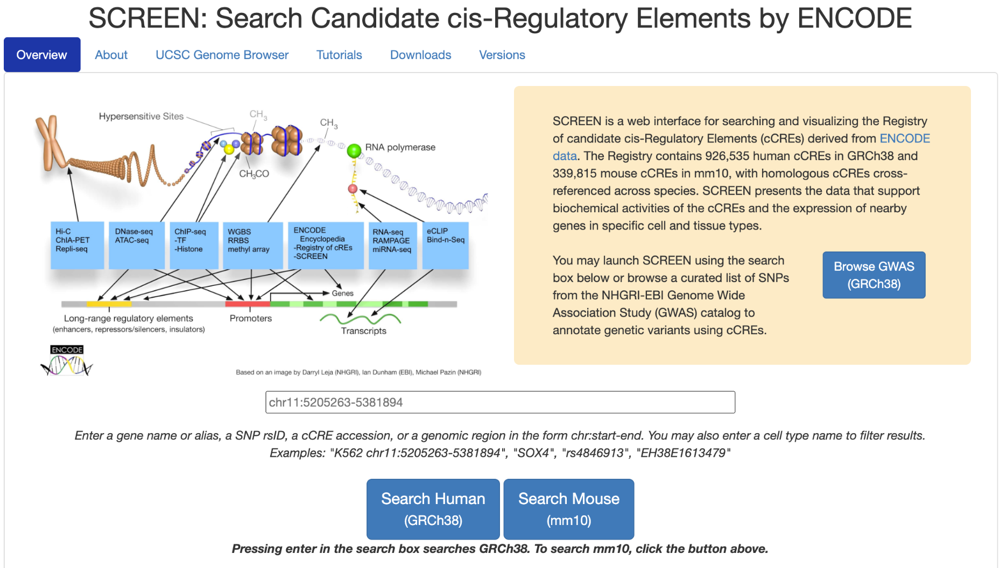 SCREEN: Search Candidate cis-Regulatory Elements by ENCODE
Overview
About
UCSC Genome Browser
Tutorials
Downloads
Versions
Hypersensitive Sites
CH3
CH3
RNA polymerase
CH3CO
Hi-C
ChIA-PET
Repli-seq
DNase-seq
ATAC-seq
ChIP-seq
-TF
-Histone
WGBS
RRBS
methyl array
ENCODE
Encyclopedia
-Registry of cREs
-SCREEN
RNA-seq
RAMPAGE
miRNA-seq
eCLIP
Bind-n-Seq
Genes
Long-range regulatory elements
(enhancers, repressors/silencers, insulators)
Promoters
Transcripts
ENCODE
Based on an image by Darryl Leja (NHGRI), Ian Dunham (EBI), Michael Pazin (NHGRI)
SCREEN is a web interface for searching and visualizing the Registry
of candidate cis-Regulatory Elements (cCREs) derived from ENCODE
data. The Registry contains 926,535 human cCREs in GRCh38 and
339,815 mouse cCREs in mm10, with homologous cCREs cross-
referenced across species. SCREEN presents the data that support
biochemical activities of the cCREs and the expression of nearby
genes in specific cell and tissue types.
You may launch SCREEN using the search
box below or browse a curated list of SNPs
from the NHGRI-EBI Genome Wide
Association Study (GWAS) catalog to
annotate genetic variants using cCREs.
Browse GWAS
(GRCh38)
chr11:5205263-5381894
Enter a gene name or alias, a SNP rsID, a cCRE accession, or a genomic region in the form chr:start-end. You may also enter a cell type name to filter results.
Examples: "K562 chr11:5205263-5381894", "SOX4", "rs4846913", "EH38E1613479"
Search Human
(GRCh38)
Search Mouse
(mm10)
Pressing enter in the search box searches GRCh38. To search mm10, click the button above.